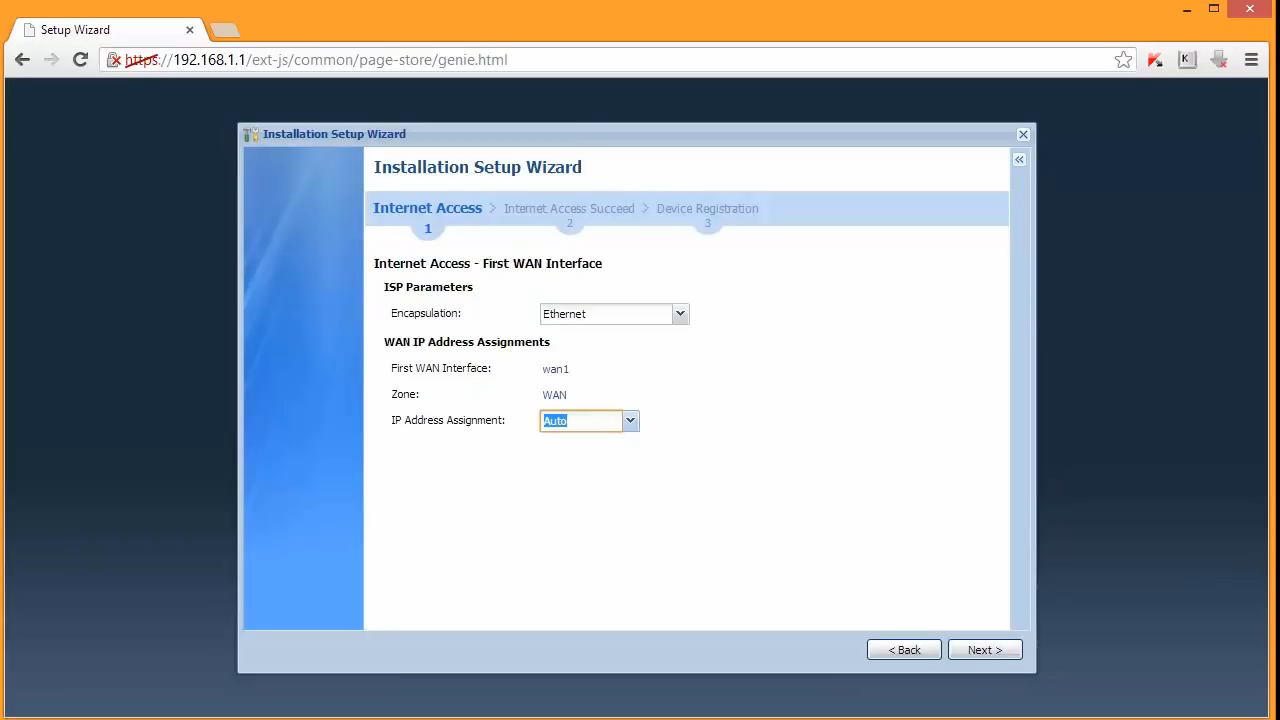 Setup Wizard
https://192.168.1.1/ext-js/common/page-store/genie.html
K
Installation Setup Wizard
Installation Setup Wizard
Internet Access > Internet Access Succeed > Device Registration
1 2 3
Internet Access - First WAN Interface
ISP Parameters
Encapsulation: Ethernet
WAN IP Address Assignments
First WAN Interface: wan1
Zone: WAN
IP Address Assignment: Auto
< Back Next >